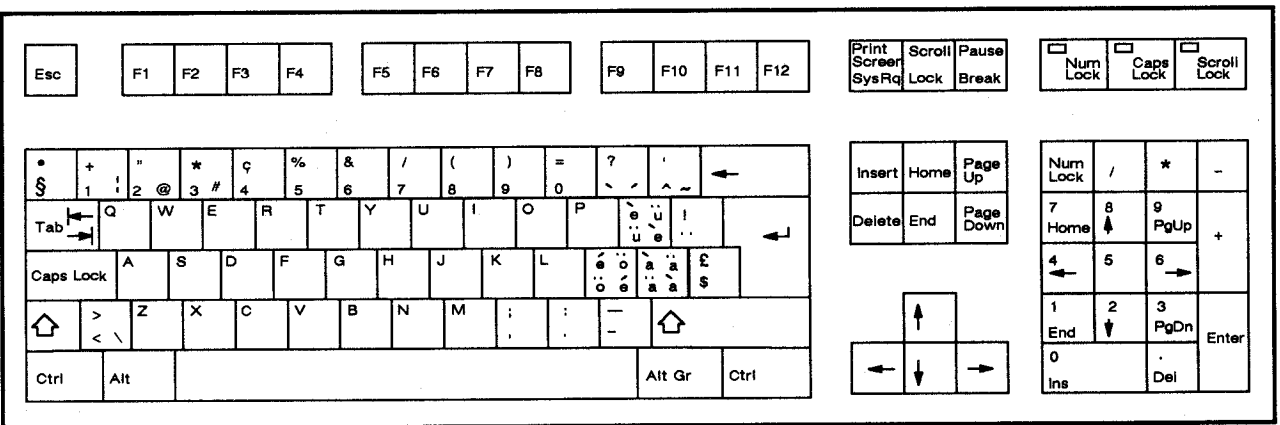 Esc F1 F2 F3 F4 F5 F6 F7 F8 F9 F10 F11 F12
Print Screen SysRq Scroll Lock Pause Break
Num Lock Caps Lock Scroll Lock
+ " * ç % & / ( ) = ? '
§ 1 ¦ 2 @ 3 # 4 5 6 7 8 9 0 ` ´ ^ ~
Insert Home Page Up
Num Lock / * -
Tab Q W E R T Y U I O P è ü ! ¨
ü è
Delete End Page Down
7 Home 8 9 PgUp +
Caps Lock A S D F G H J K L é ö à ä £
ö é ä à $
4 5 6
> Z X C V B N M ; : _
< \ , . -
1 End 2 3 PgDn Enter
Ctrl Alt Alt Gr Ctrl
0 Ins . Del